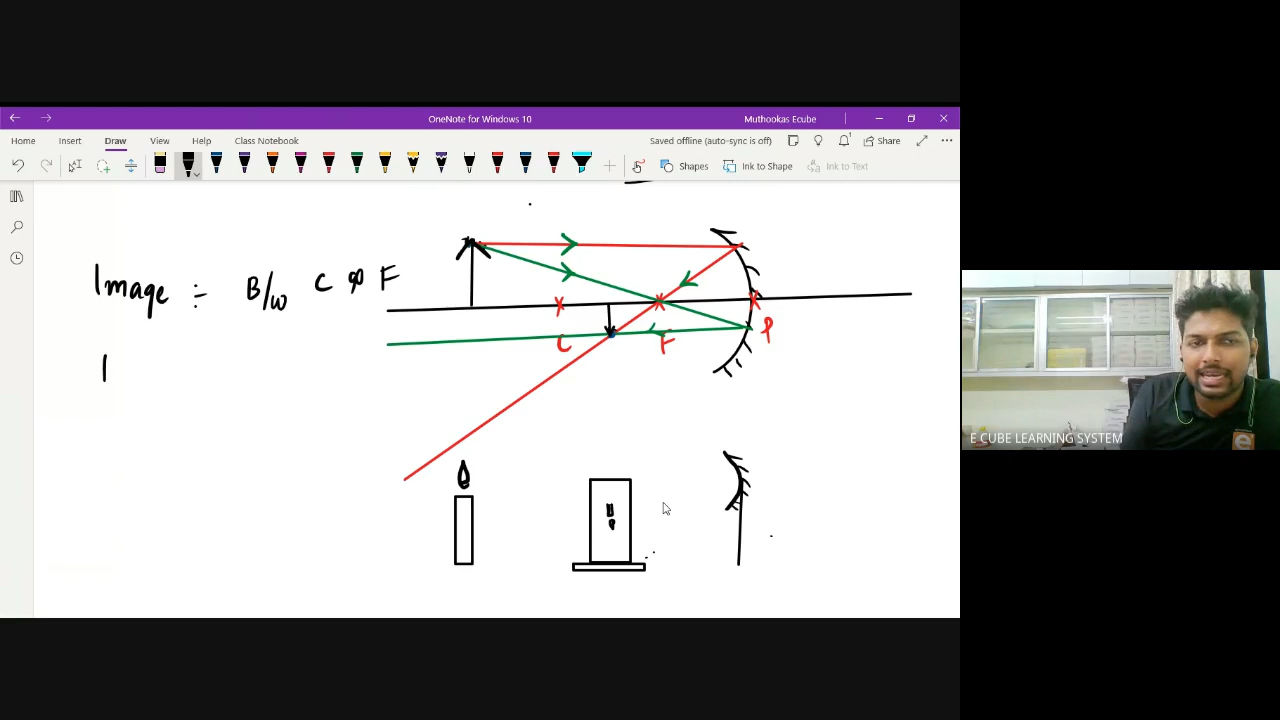 OneNote for Windows 10
Muthookas Ecube
Home Insert Draw View Help Class Notebook
Saved offline (auto-sync is off)
Share
Shapes
Ink to Shape
Ink to Text
Image :- B/w C & F
C F P
E CUBE LEARNING SYSTEM
e